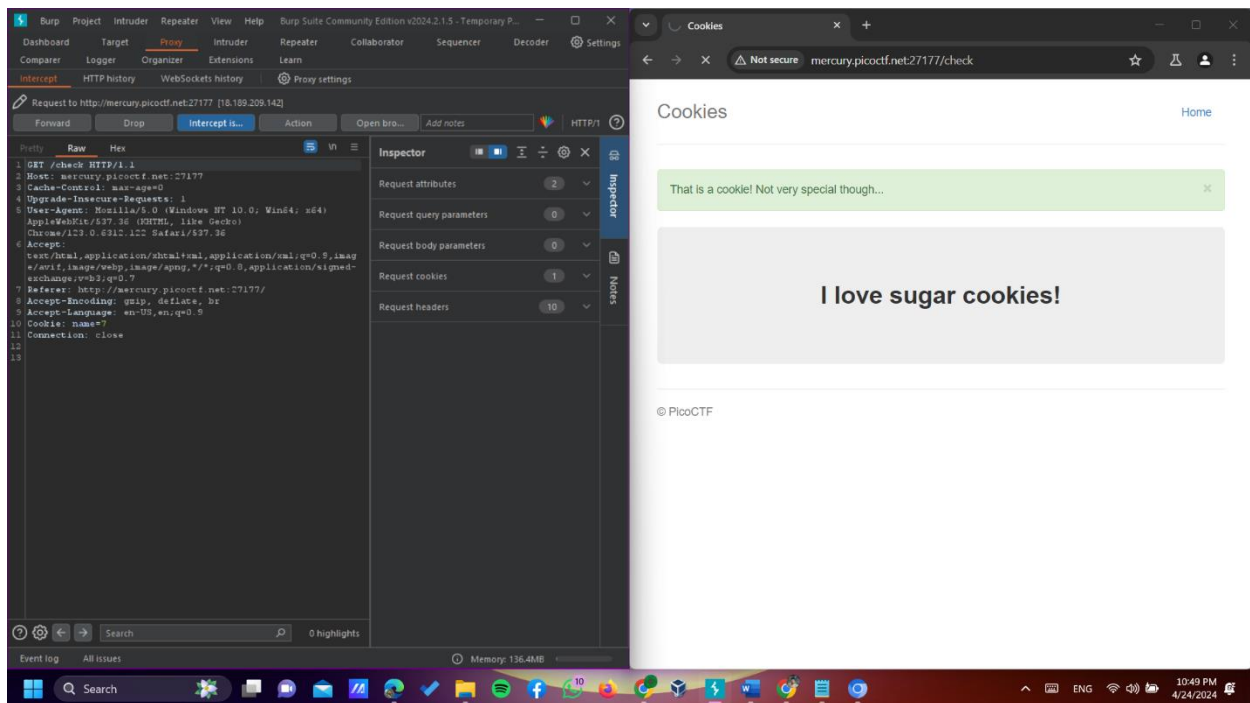 Burp Project Intruder Repeater View Help Burp Suite Community Edition v2024.2.1.5 - Temporary P...
Dashboard Target Proxy Intruder Repeater Collaborator Sequencer Decoder Settings
Comparer Logger Organizer Extensions Learn
Intercept HTTP history WebSockets history Proxy settings
Request to http://mercury.picoctf.net:27177 [18.189.209.142]
Forward Drop Intercept is... Action Open bro... Add notes HTTP/1
Pretty Raw Hex
\n
1 GET /check HTTP/1.1
2 Host: mercury.picoctf.net:27177
3 Cache-Control: max-age=0
4 Upgrade-Insecure-Requests: 1
5 User-Agent: Mozilla/5.0 (Windows NT 10.0; Win64; x64)
AppleWebKit/537.36 (KHTML, like Gecko)
Chrome/123.0.6312.122 Safari/537.36
6 Accept:
text/html,application/xhtml+xml,application/xml;q=0.9,imag
e/avif,image/webp,image/apng,*/*;q=0.8,application/signed-
exchange;v=b3;q=0.7
7 Referer: http://mercury.picoctf.net:27177/
8 Accept-Encoding: gzip, deflate, br
9 Accept-Language: en-US,en;q=0.9
10 Cookie: name=7
11 Connection: close
12
13
Inspector
Request attributes 2
Request query parameters 0
Request body parameters 0
Request cookies 1
Request headers 10
Inspector
Notes
Search
0 highlights
Event log All issues
Memory: 136.4MB
Cookies
Not secure mercury.picoctf.net:27177/check
Cookies
Home
That is a cookie! Not very special though...
×
I love sugar cookies!
© PicoCTF
Search
10
ENG
10:49 PM
4/24/2024